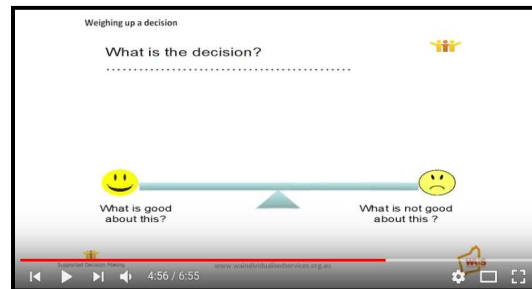 Weighing up a decision
What is the decision?
..............................................
What is good
about this?
What is not good
about this ?
Supported Decision Making
www.waindividualisedservices.org.au
WAIS
4:56 / 6:55